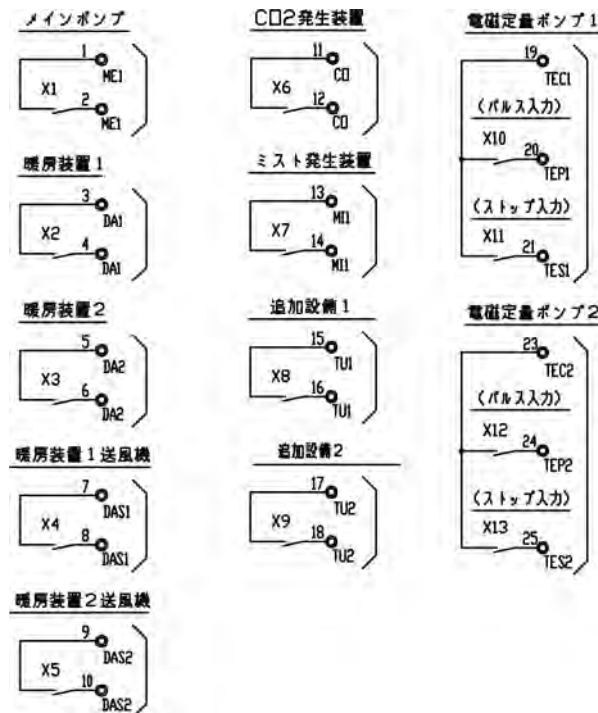 メインポンプ
1
ME1
X1
2
ME1
暖房装置1
3
DA1
X2
4
DA1
暖房装置2
5
DA2
X3
6
DA2
暖房装置1送風機
7
DAS1
X4
8
DAS1
暖房装置2送風機
9
DAS2
X5
10
DAS2
CO2発生装置
11
CO
X6
12
CO
ミスト発生装置
13
MI1
X7
14
MI1
追加設備1
15
TU1
X8
16
TU1
追加設備2
17
TU2
X9
18
TU2
電磁定量ポンプ1
19
TEC1
(パルス入力)
X10
20
TEP1
(ストップ入力)
X11
21
TES1
電磁定量ポンプ2
23
TEC2
(パルス入力)
X12
24
TEP2
(ストップ入力)
X13
25
TES2